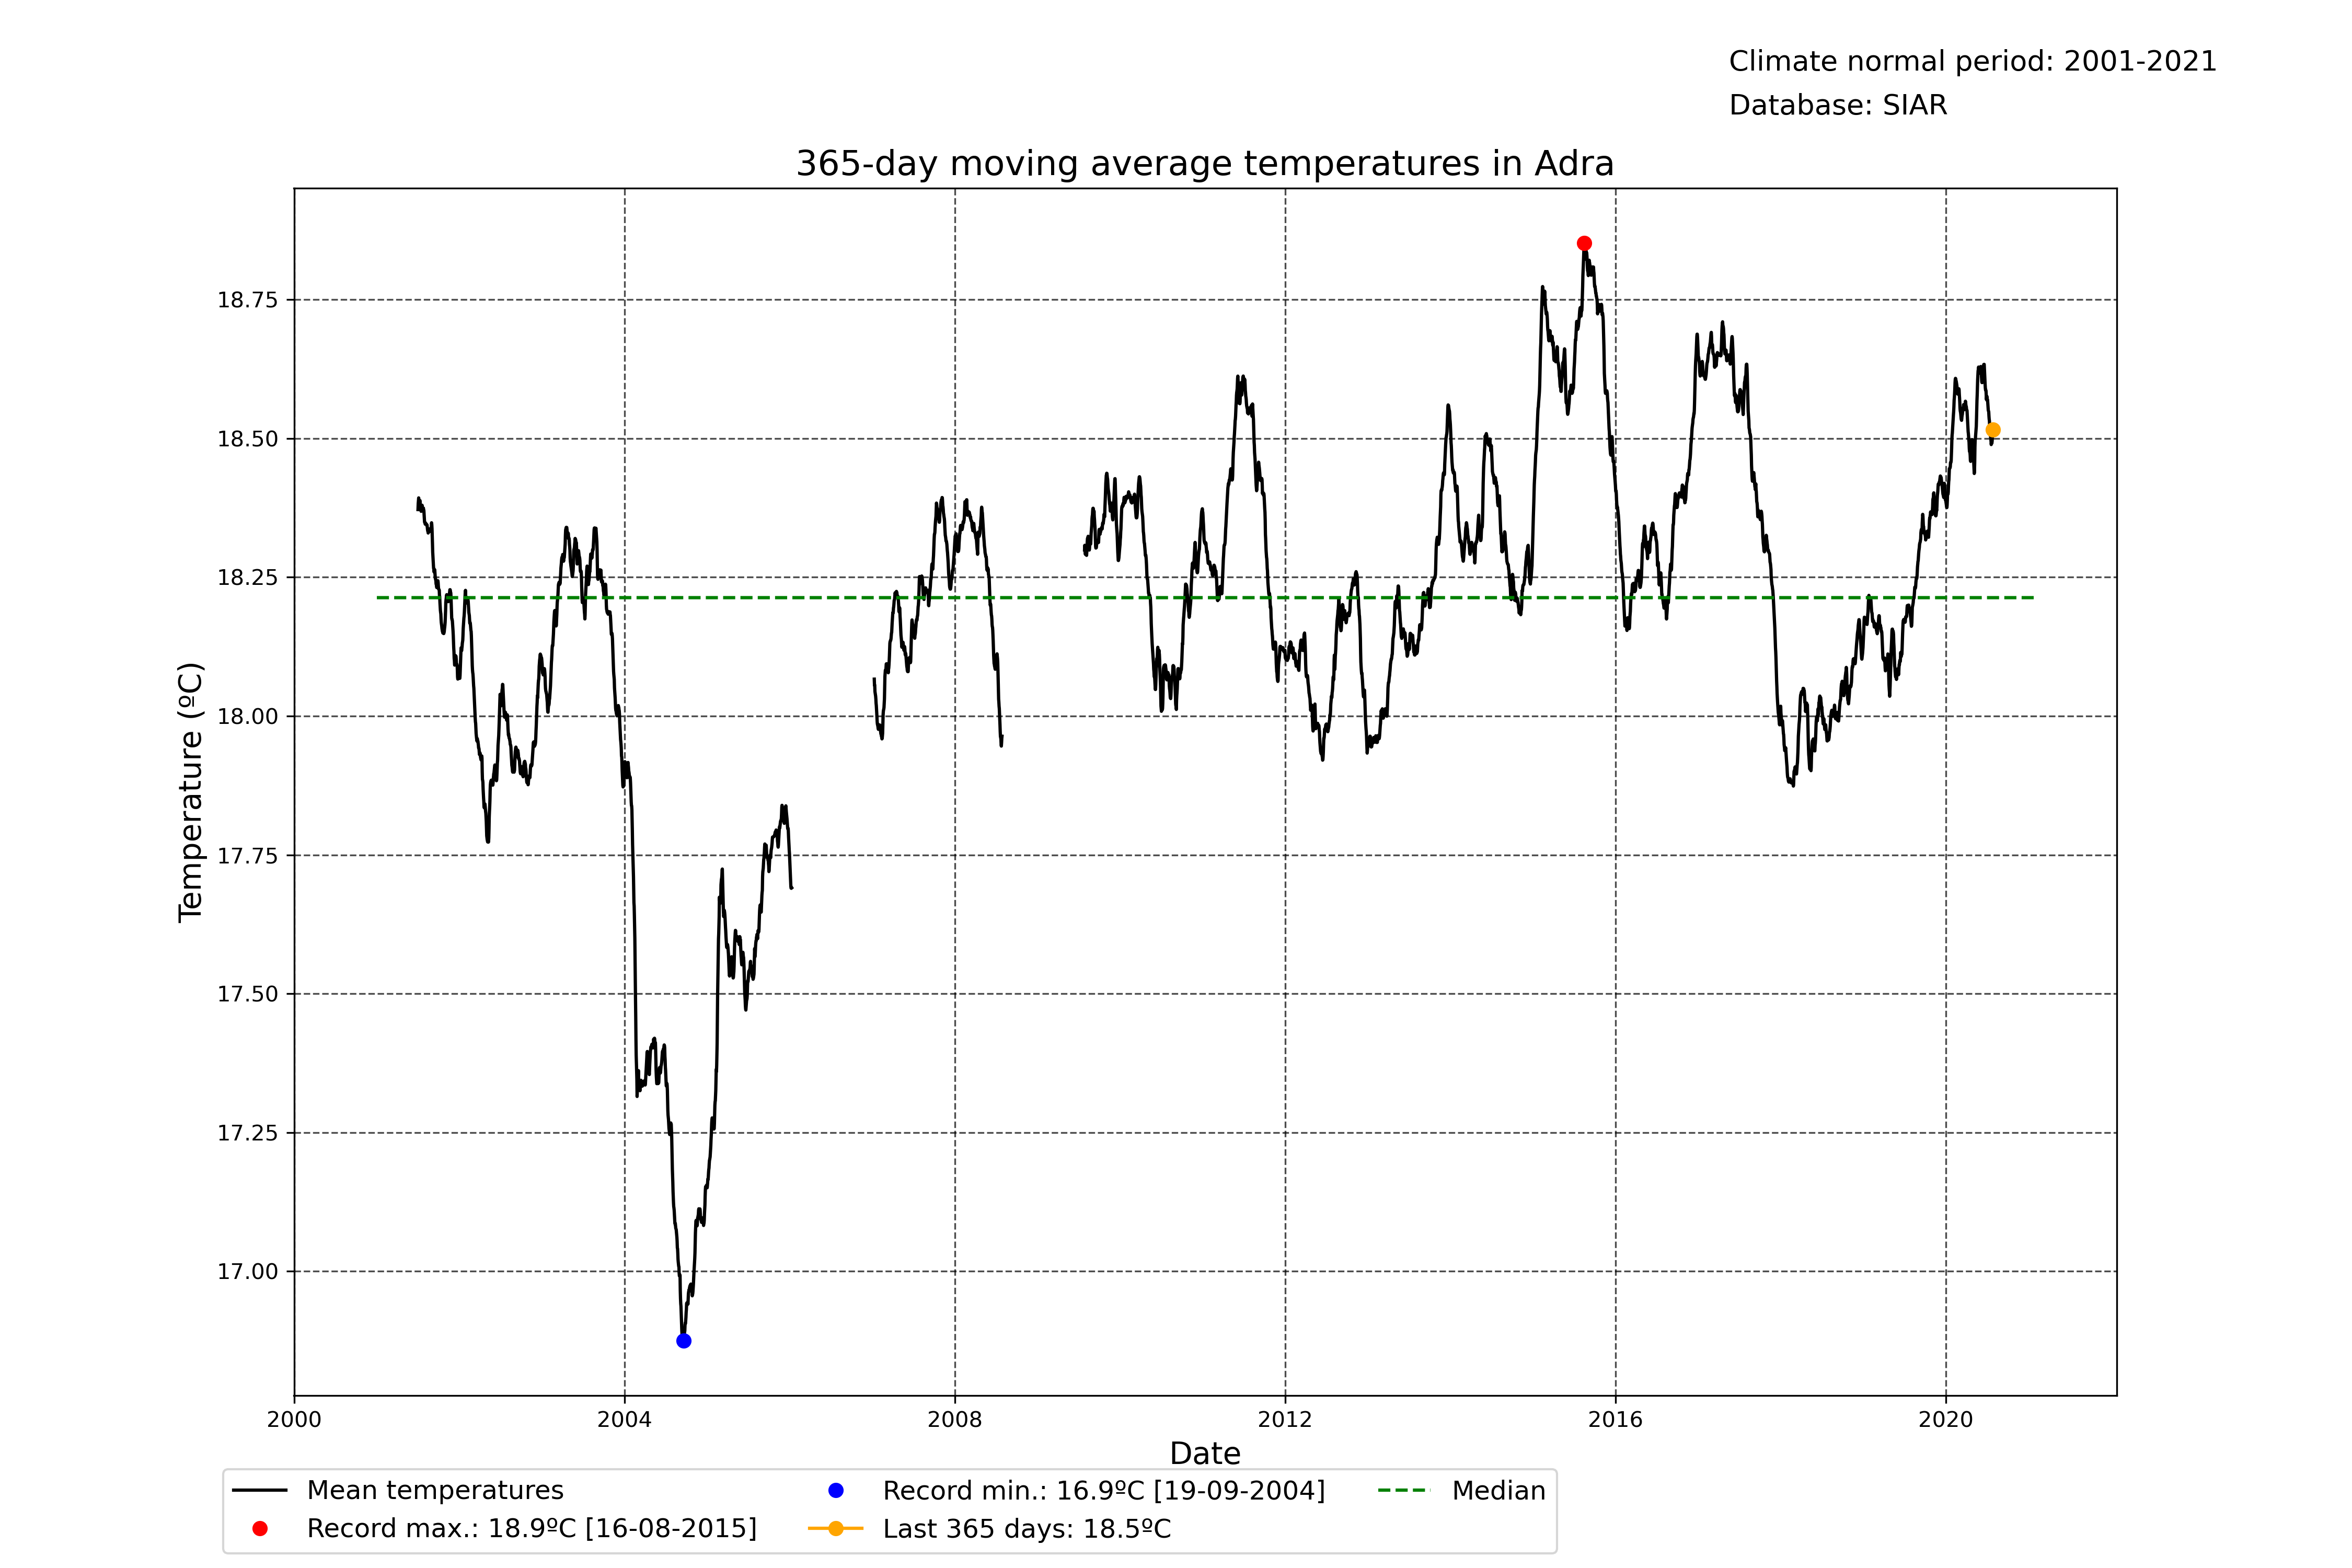 Climate normal period: 2001-2021
Database: SIAR
365-day moving average temperatures in Adra
Temperature (ºC)
18.75
18.50
18.25
18.00
17.75
17.50
17.25
17.00
2000 2004 2008 2012 2016 2020
Date
Mean temperatures
Record max.: 18.9ºC [16-08-2015]
Record min.: 16.9ºC [19-09-2004]
Last 365 days: 18.5ºC
Median